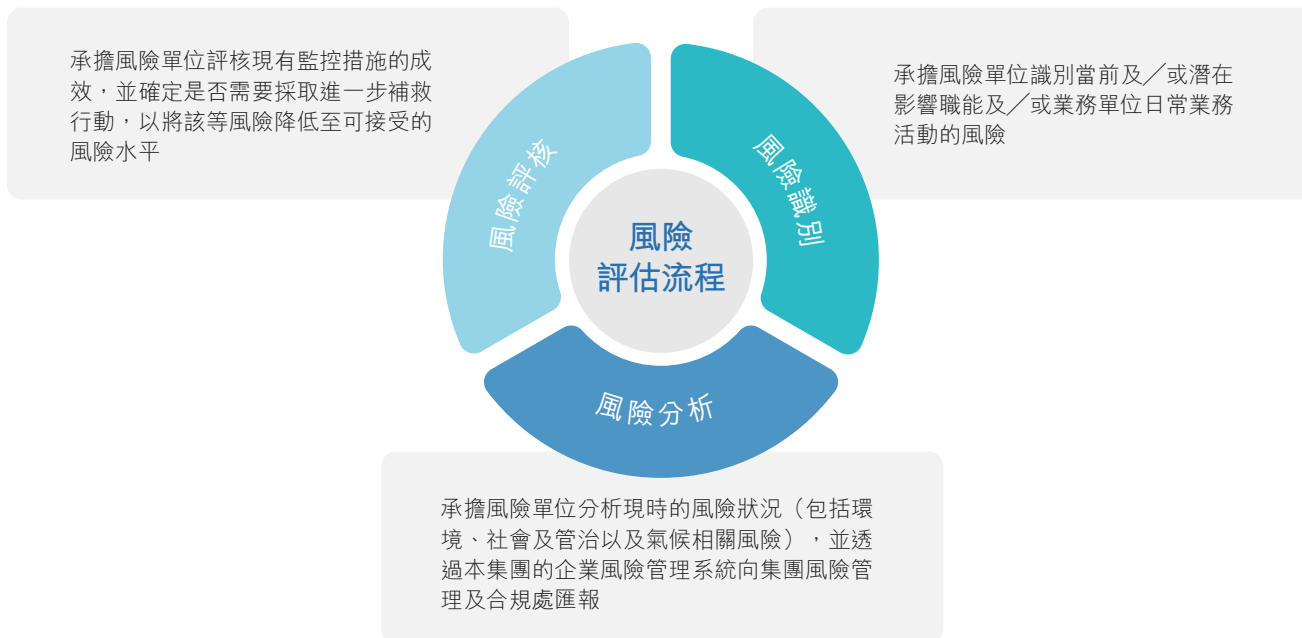 承擔風險單位評核現有監控措施的成
效，並確定是否需要採取進一步補救
行動，以將該等風險降低至可接受的
風險水平
承擔風險單位識別當前及／或潛在
影響職能及／或業務單位日常業務
活動的風險
風險評核
風險識別
風險
評估流程
風險分析
承擔風險單位分析現時的風險狀況（包括環
境、社會及管治以及氣候相關風險），並透
過本集團的企業風險管理系統向集團風險管
理及合規處匯報